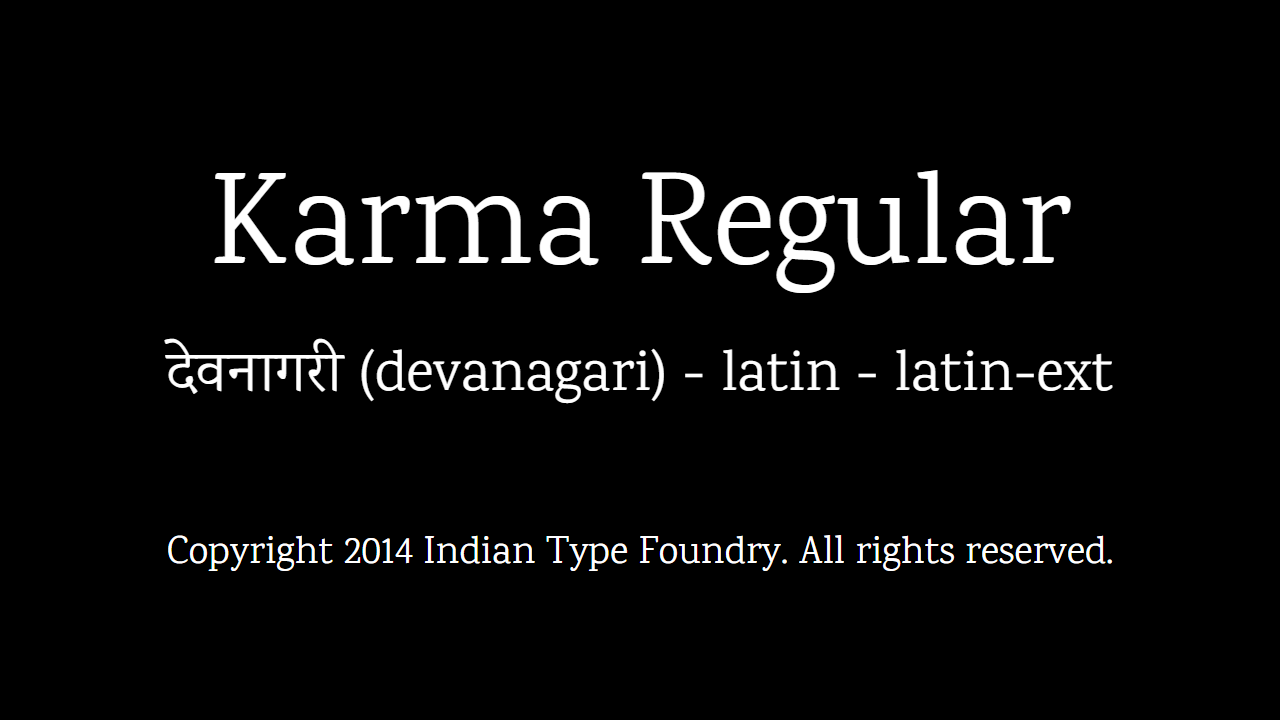 Karma Regular
देवनागरी (devanagari) - latin - latin-ext
Copyright 2014 Indian Type Foundry. All rights reserved.